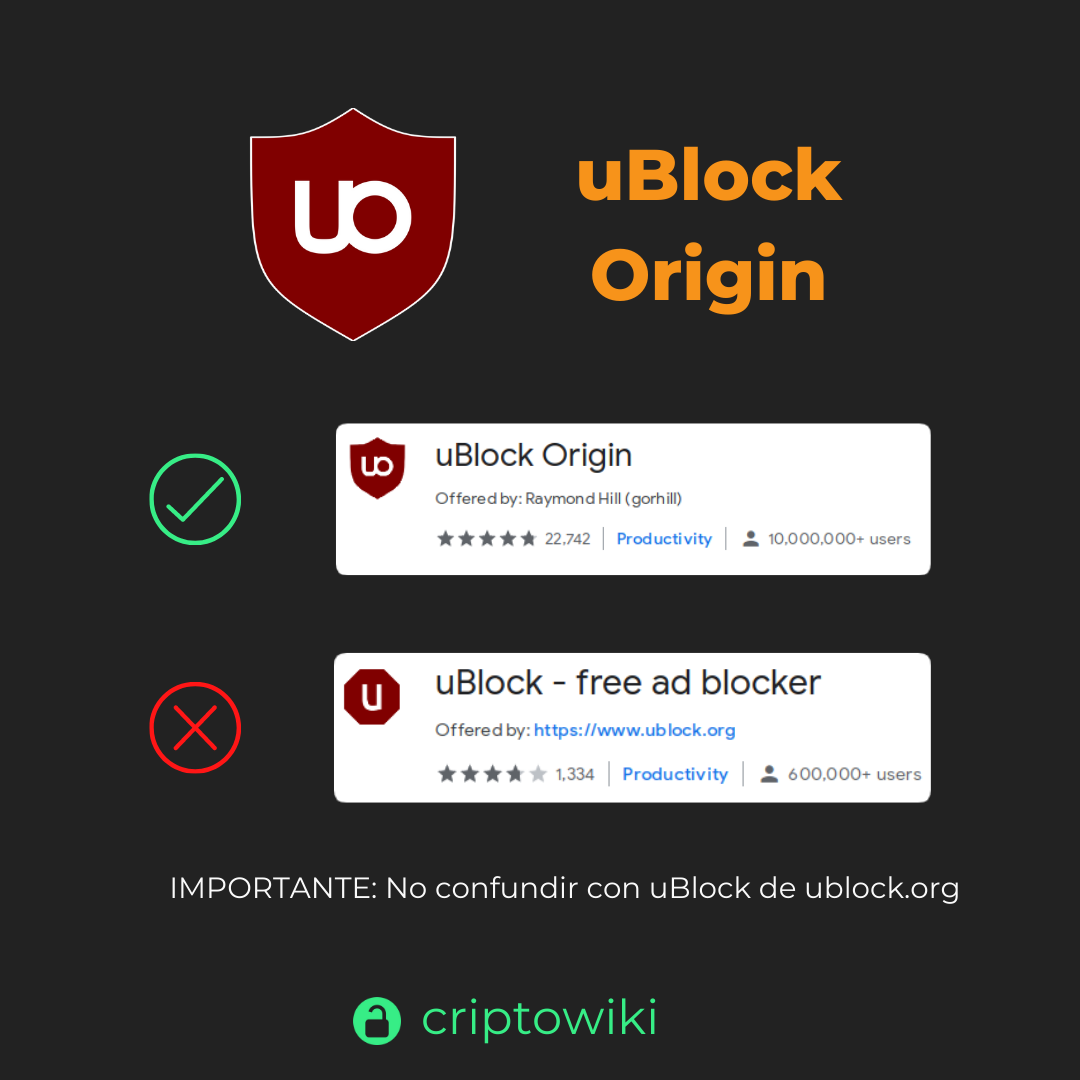 uo
uBlock
Origin
uo
uBlock Origin
Offered by: Raymond Hill (gorhill)
22,742 Productivity 10,000,000+ users
u
uBlock - free ad blocker
Offered by: https://www.ublock.org
1,334 Productivity 600,000+ users
IMPORTANTE: No confundir con uBlock de ublock.org
criptowiki